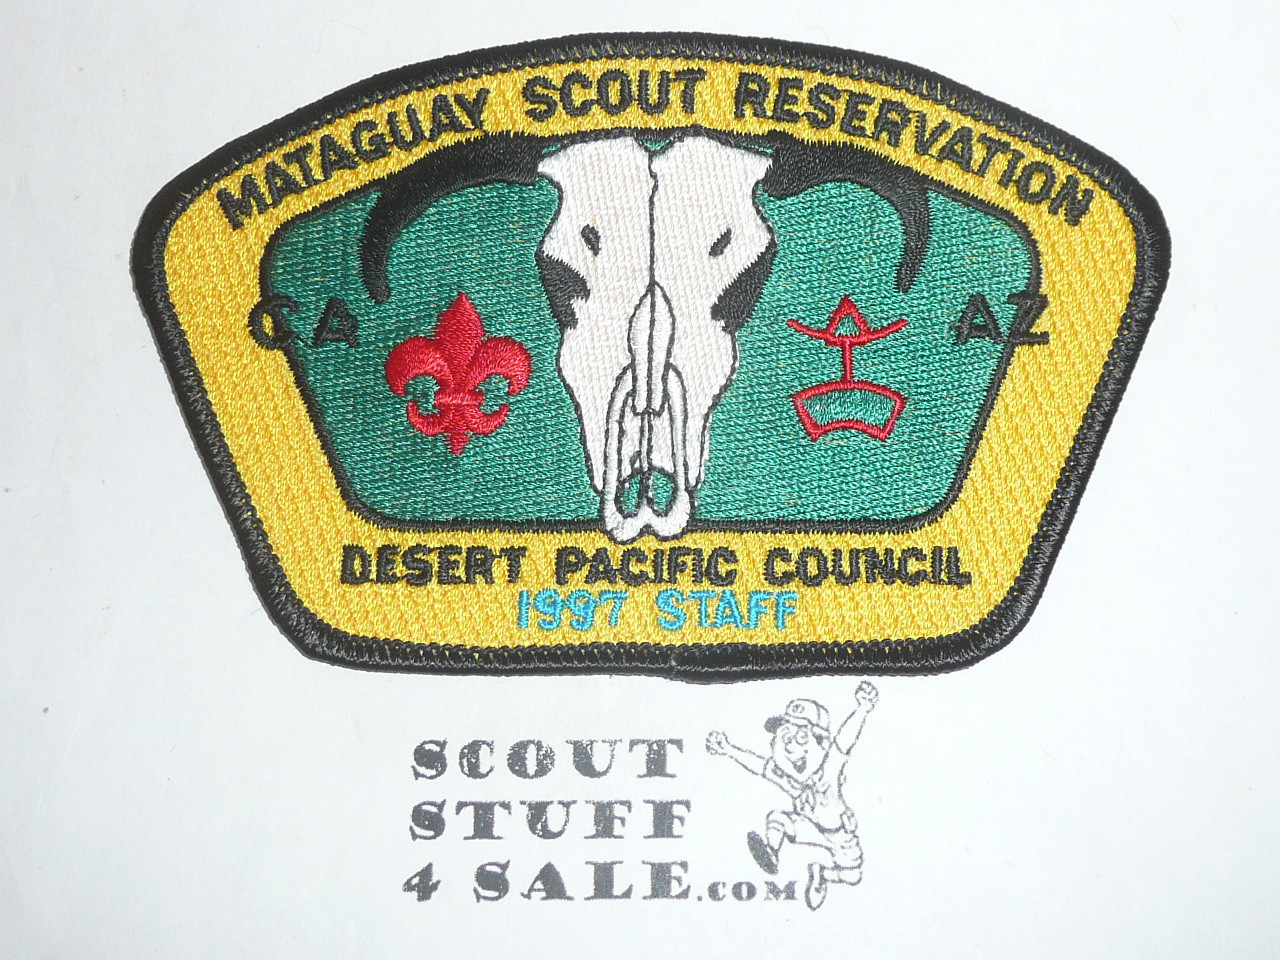 MATAGUAY SCOUT RESERVATION
CA AZ
DESERT PACIFIC COUNCIL
1997 STAFF
SCOUT
STUFF
4 SALE.COM